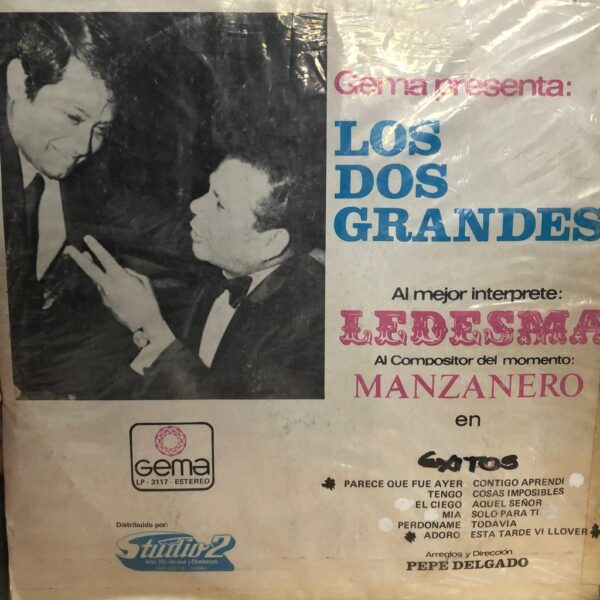 Gema presenta:
LOS
DOS
GRANDES
Al mejor interprete:
LEDESMA
Al Compositor del momento:
MANZANERO
en
EXITOS
PARECE QUE FUE AYER CONTIGO APRENDI
TENGO COSAS IMPOSIBLES
EL CIEGO AQUEL SEÑOR
MIA SOLO PARA TI
PERDONAME TODAVIA
ADORO ESTA TARDE VI LLOVER
Arreglos y Dirección
PEPE DELGADO
Gema
LP - 3117 - ESTEREO
Distribuido por:
Studio 2